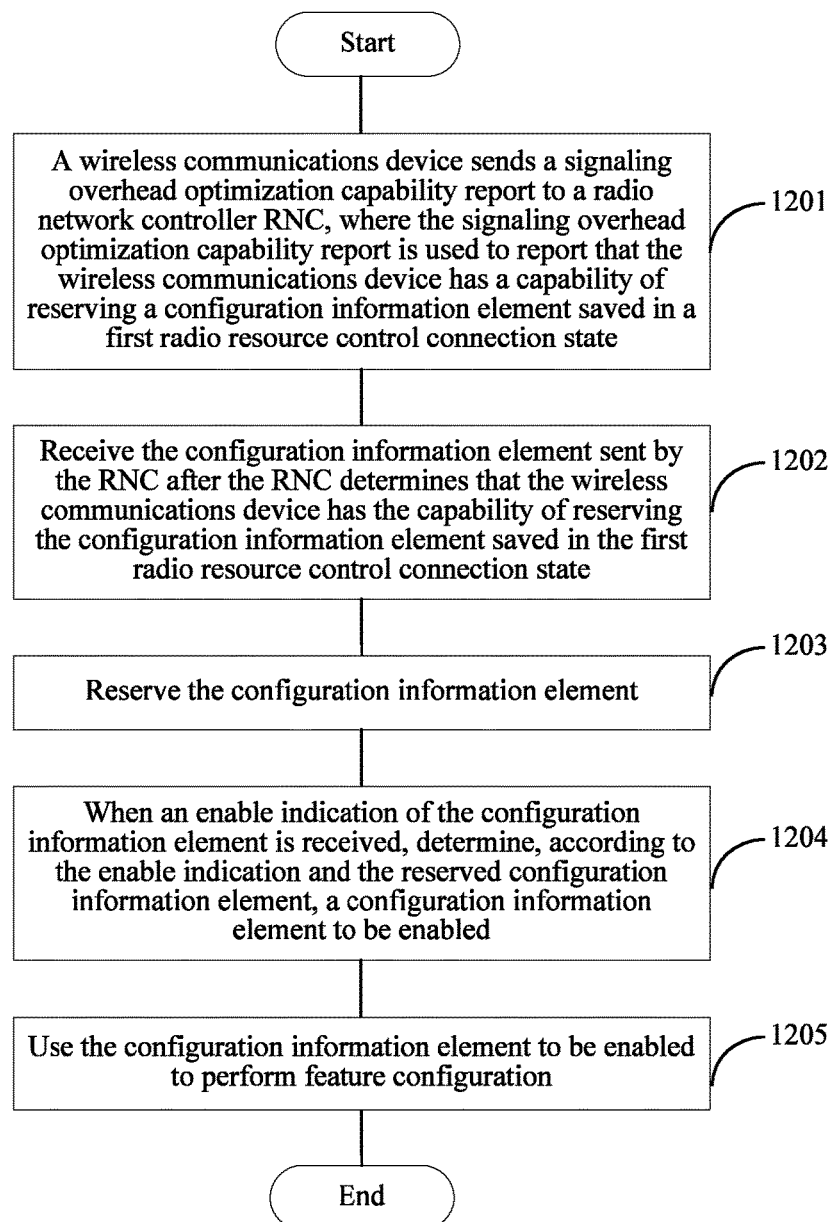 Start
A wireless communications device sends a signaling
overhead optimization capability report to a radio
network controller RNC, where the signaling overhead
optimization capability report is used to report that the
wireless communications device has a capability of
reserving a configuration information element saved in a
first radio resource control connection state
1201
Receive the configuration information element sent by
the RNC after the RNC determines that the wireless
communications device has the capability of reserving
the configuration information element saved in the first
radio resource control connection state
1202
Reserve the configuration information element
1203
When an enable indication of the configuration
information element is received, determine, according to
the enable indication and the reserved configuration
information element, a configuration information
element to be enabled
1204
Use the configuration information element to be enabled
to perform feature configuration
1205
End